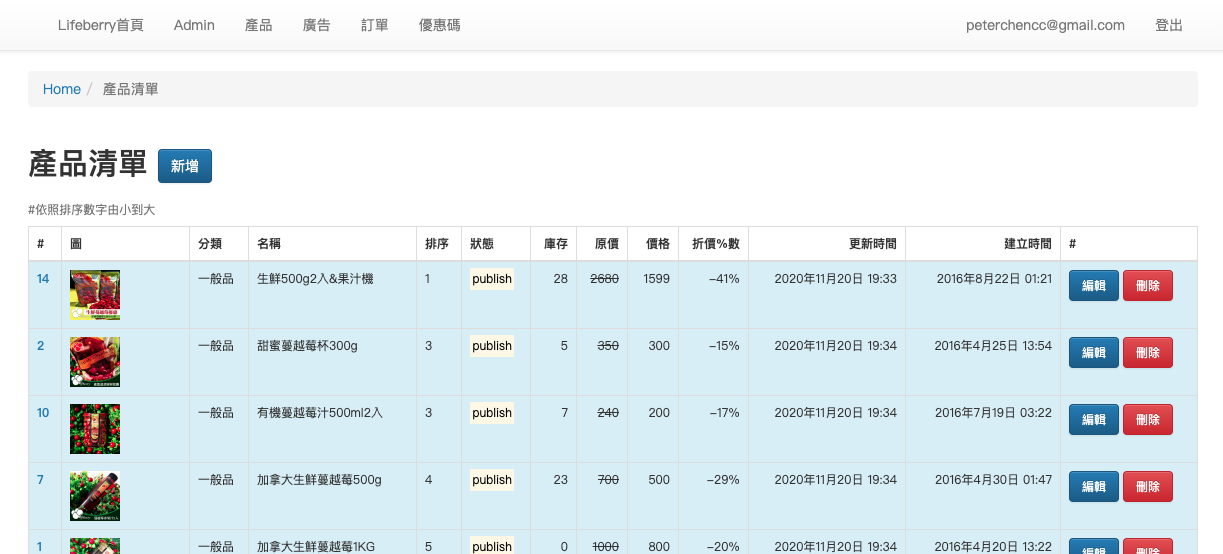 Lifeberry首頁 Admin 產品 廣告 訂單 優惠碼 peterchencc@gmail.com 登出
Home / 產品清單
產品清單 新增
#依照排序數字由小到大
# 圖 分類 名稱 排序 狀態 庫存 原價 價格 折價%數 更新時間 建立時間 #
14 一般品 生鮮500g2入&果汁機 1 publish 28 2680 1599 -41% 2020年11月20日 19:33 2016年8月22日 01:21 編輯 刪除
2 一般品 甜蜜蔓越莓杯300g 3 publish 5 350 300 -15% 2020年11月20日 19:34 2016年4月25日 13:54 編輯 刪除
10 一般品 有機蔓越莓汁500ml2入 3 publish 7 240 200 -17% 2020年11月20日 19:34 2016年7月19日 03:22 編輯 刪除
7 一般品 加拿大生鮮蔓越莓500g 4 publish 23 700 500 -29% 2020年11月20日 19:34 2016年4月30日 01:47 編輯 刪除
1 一般品 加拿大生鮮蔓越莓1KG 5 publish 0 1000 800 -20% 2020年11月20日 19:34 2016年4月20日 13:22 編輯 刪除